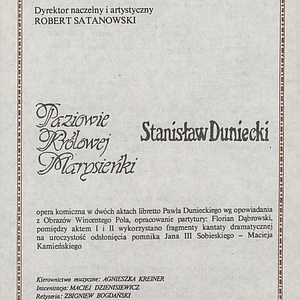 Dyrektor naczelny i artystyczny
ROBERT SATANOWSKI
Paziowie
Królowej
Marysieńki
Stanisław Duniecki
opera komiczna w dwóch aktach libretto Pawła Dunieckiego wg opowiadania
z Obrazów Wincentego Pola, opracowanie partytury: Florian Dąbrowski,
pomiędzy aktem I i II wykorzystano fragmenty kantaty dramatycznej
na uroczystość odsłonięcia pomnika Jana III Sobieskiego – Macieja
Kamieńskiego
Kierownictwo muzyczne: AGNIESZKA KREINER
Inscenizacja: MACIEJ DZIENISIEWICZ
Reżyseria: ZBIGNIEW BOGDAŃSKI